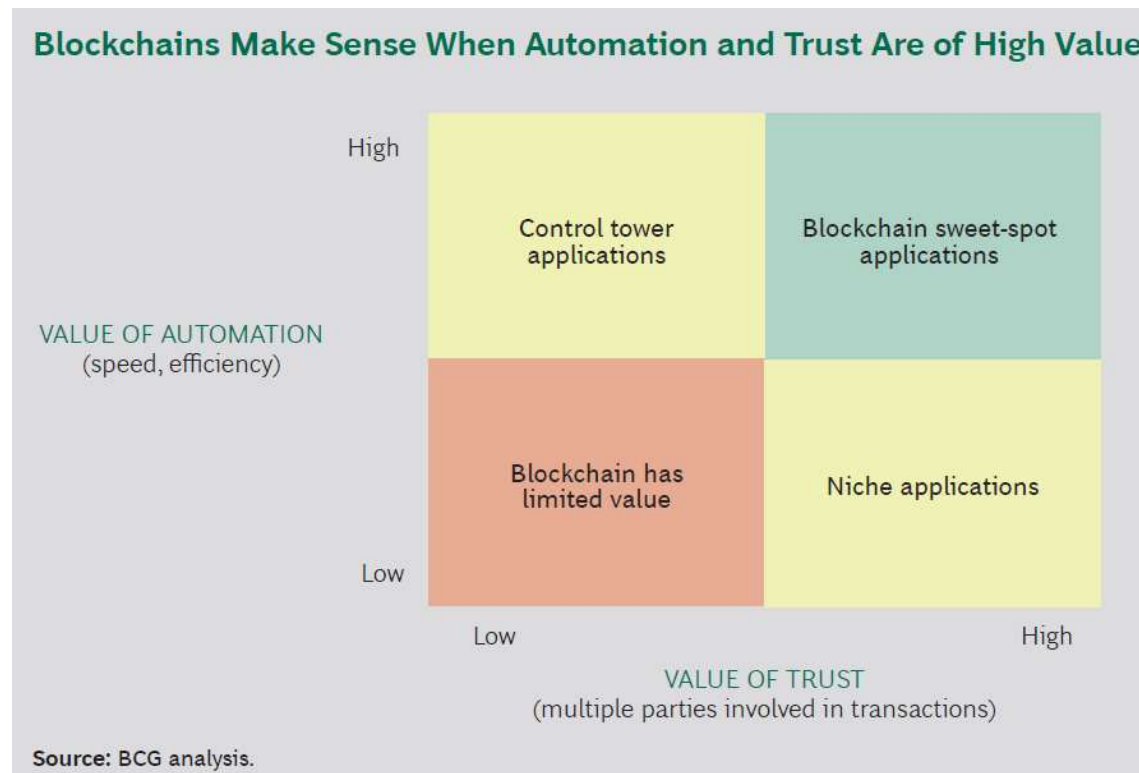 Blockchains Make Sense When Automation and Trust Are of High Value
High
Control tower
applications
Blockchain sweet-spot
applications
VALUE OF AUTOMATION
(speed, efficiency)
Blockchain has
limited value
Niche applications
Low
Low
High
VALUE OF TRUST
(multiple parties involved in transactions)
Source: BCG analysis.